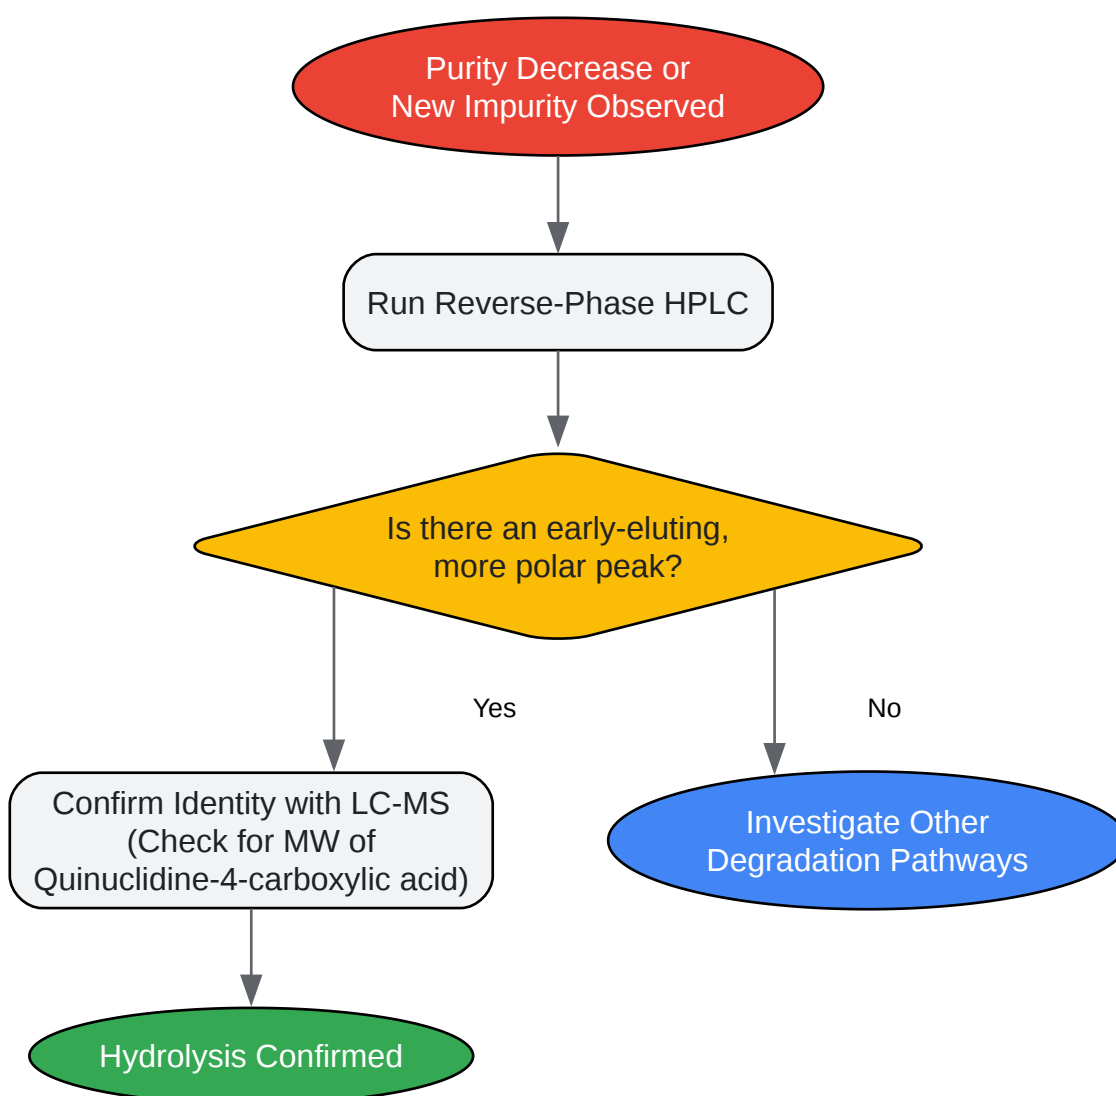 Purity Decrease or
New Impurity Observed
Run Reverse-Phase HPLC
Is there an early-eluting,
more polar peak?
Yes
No
Confirm Identity with LC-MS
(Check for MW of
Quinuclidine-4-carboxylic acid)
Investigate Other
Degradation Pathways
Hydrolysis Confirmed